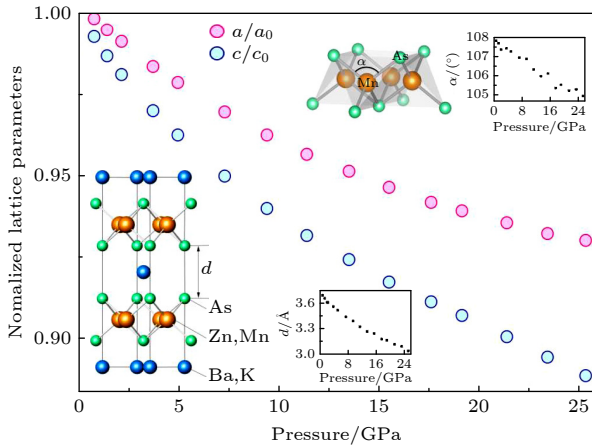 1.00
0.95
0.90
Nomalized lattice parameters
a/a0
c/c0
As
α
Mn
α/(°)
108
107
106
105
0 8 16 24
Pressure/GPa
d
As
Zn,Mn
Ba,K
d/Å
3.6
3.3
3.0
0 8 16 24
Pressure/GPa
0 5 10 15 20 25
Pressure/GPa